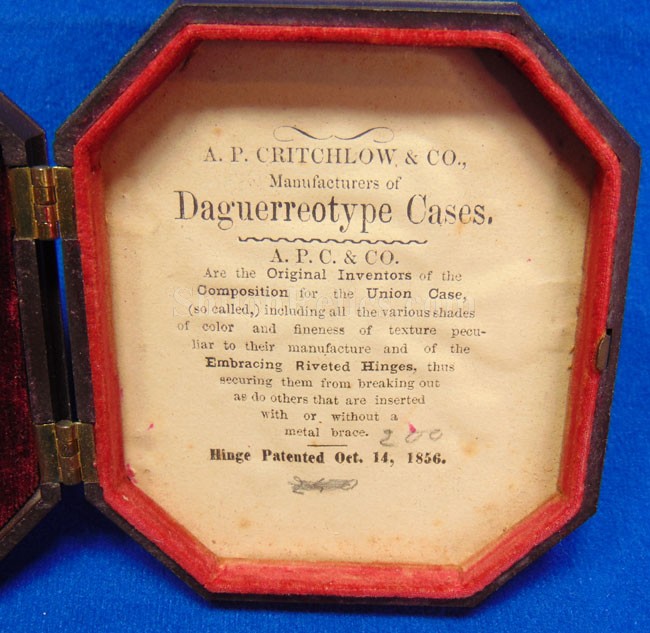 A. P. CRITCHLOW & CO.,
Manufacturers of
Daguerreotype Cases.
A. P. C. & CO.
Are the Original Inventors of the
Composition for the Union Case,
(so called,) including all the various shades
of color and fineness of texture pecu-
liar to their manufacture and of the
Embracing Riveted Hinges, thus
securing them from breaking out
as do others that are inserted
with or without a
metal brace. 200
Hinge Patented Oct. 14, 1856.